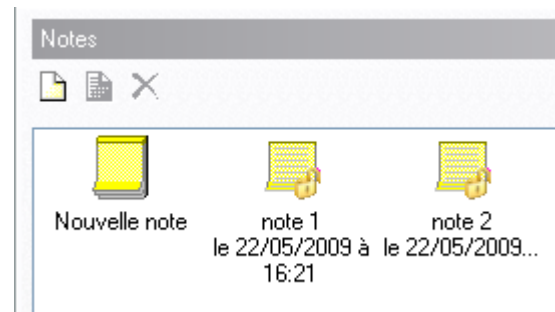 Notes
Nouvelle note
note 1
le 22/05/2009 à
16:21
note 2
le 22/05/2009...